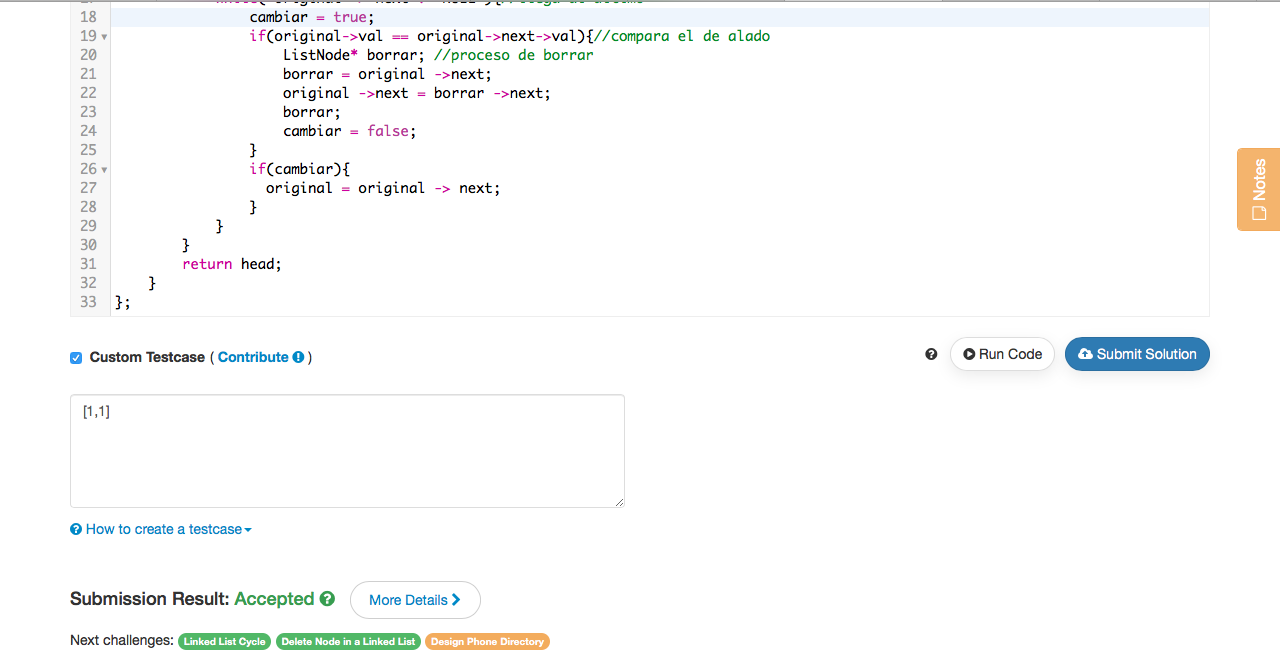 18 cambiar = true;
19 if(original->val == original->next->val){//compara el de alado
20 ListNode* borrar; //proceso de borrar
21 borrar = original ->next;
22 original ->next = borrar ->next;
23 borrar;
24 cambiar = false;
25 }
26 if(cambiar){
27 original = original -> next;
28 }
29 }
30 }
31 return head;
32 }
33 };
Notes
Custom Testcase ( Contribute )
Run Code
Submit Solution
[1,1]
How to create a testcase
Submission Result: Accepted
More Details
Next challenges: Linked List Cycle Delete Node in a Linked List Design Phone Directory